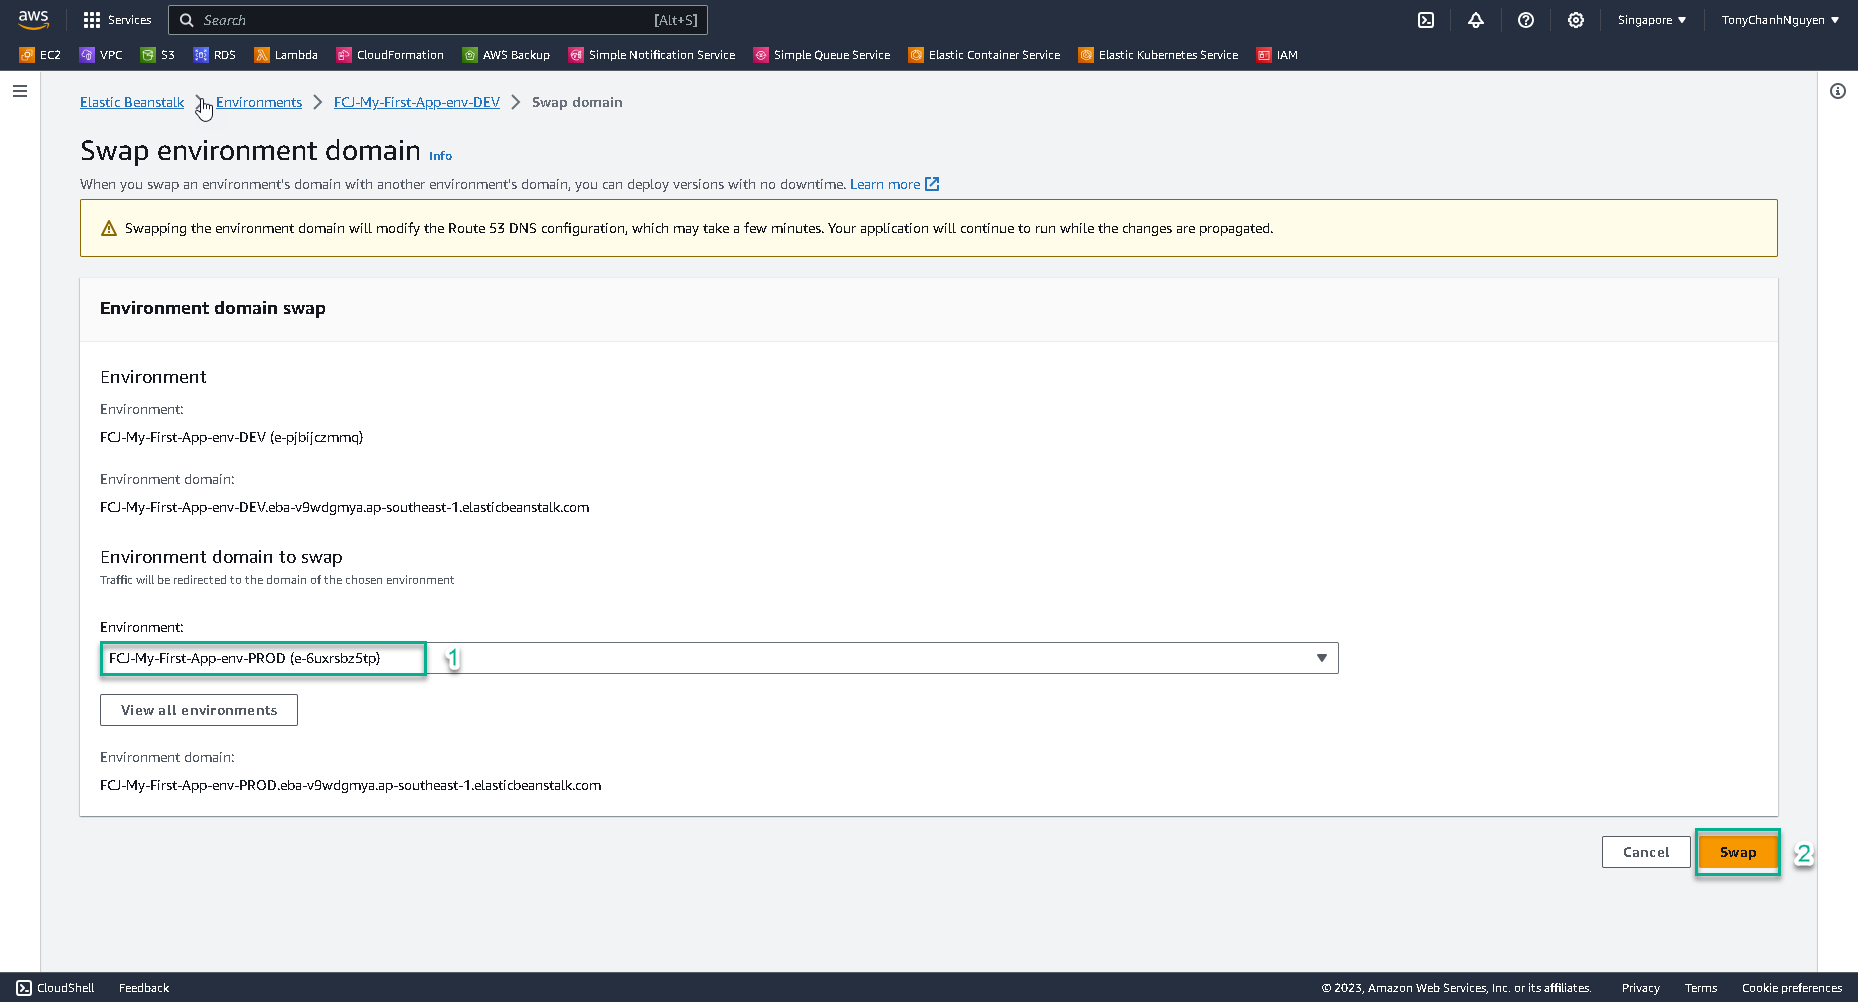 aws
Services
Search [Alt+S]
Singapore ▼
TonyChanhNguyen ▼
EC2 VPC S3 RDS Lambda CloudFormation AWS Backup Simple Notification Service Simple Queue Service Elastic Container Service Elastic Kubernetes Service IAM
Elastic Beanstalk > Environments > FCJ-My-First-App-env-DEV > Swap domain
Swap environment domain Info
When you swap an environment's domain with another environment's domain, you can deploy versions with no downtime. Learn more
Swapping the environment domain will modify the Route 53 DNS configuration, which may take a few minutes. Your application will continue to run while the changes are propagated.
Environment domain swap
Environment
Environment:
FCJ-My-First-App-env-DEV (e-pjbijczmmq)
Environment domain:
FCJ-My-First-App-env-DEV.eba-v9wdgmya.ap-southeast-1.elasticbeanstalk.com
Environment domain to swap
Traffic will be redirected to the domain of the chosen environment
Environment:
FCJ-My-First-App-env-PROD (e-6uxrsbz5tp) 1
View all environments
Environment domain:
FCJ-My-First-App-env-PROD.eba-v9wdgmya.ap-southeast-1.elasticbeanstalk.com
Cancel Swap 2
CloudShell Feedback © 2023, Amazon Web Services, Inc. or its affiliates. Privacy Terms Cookie preferences